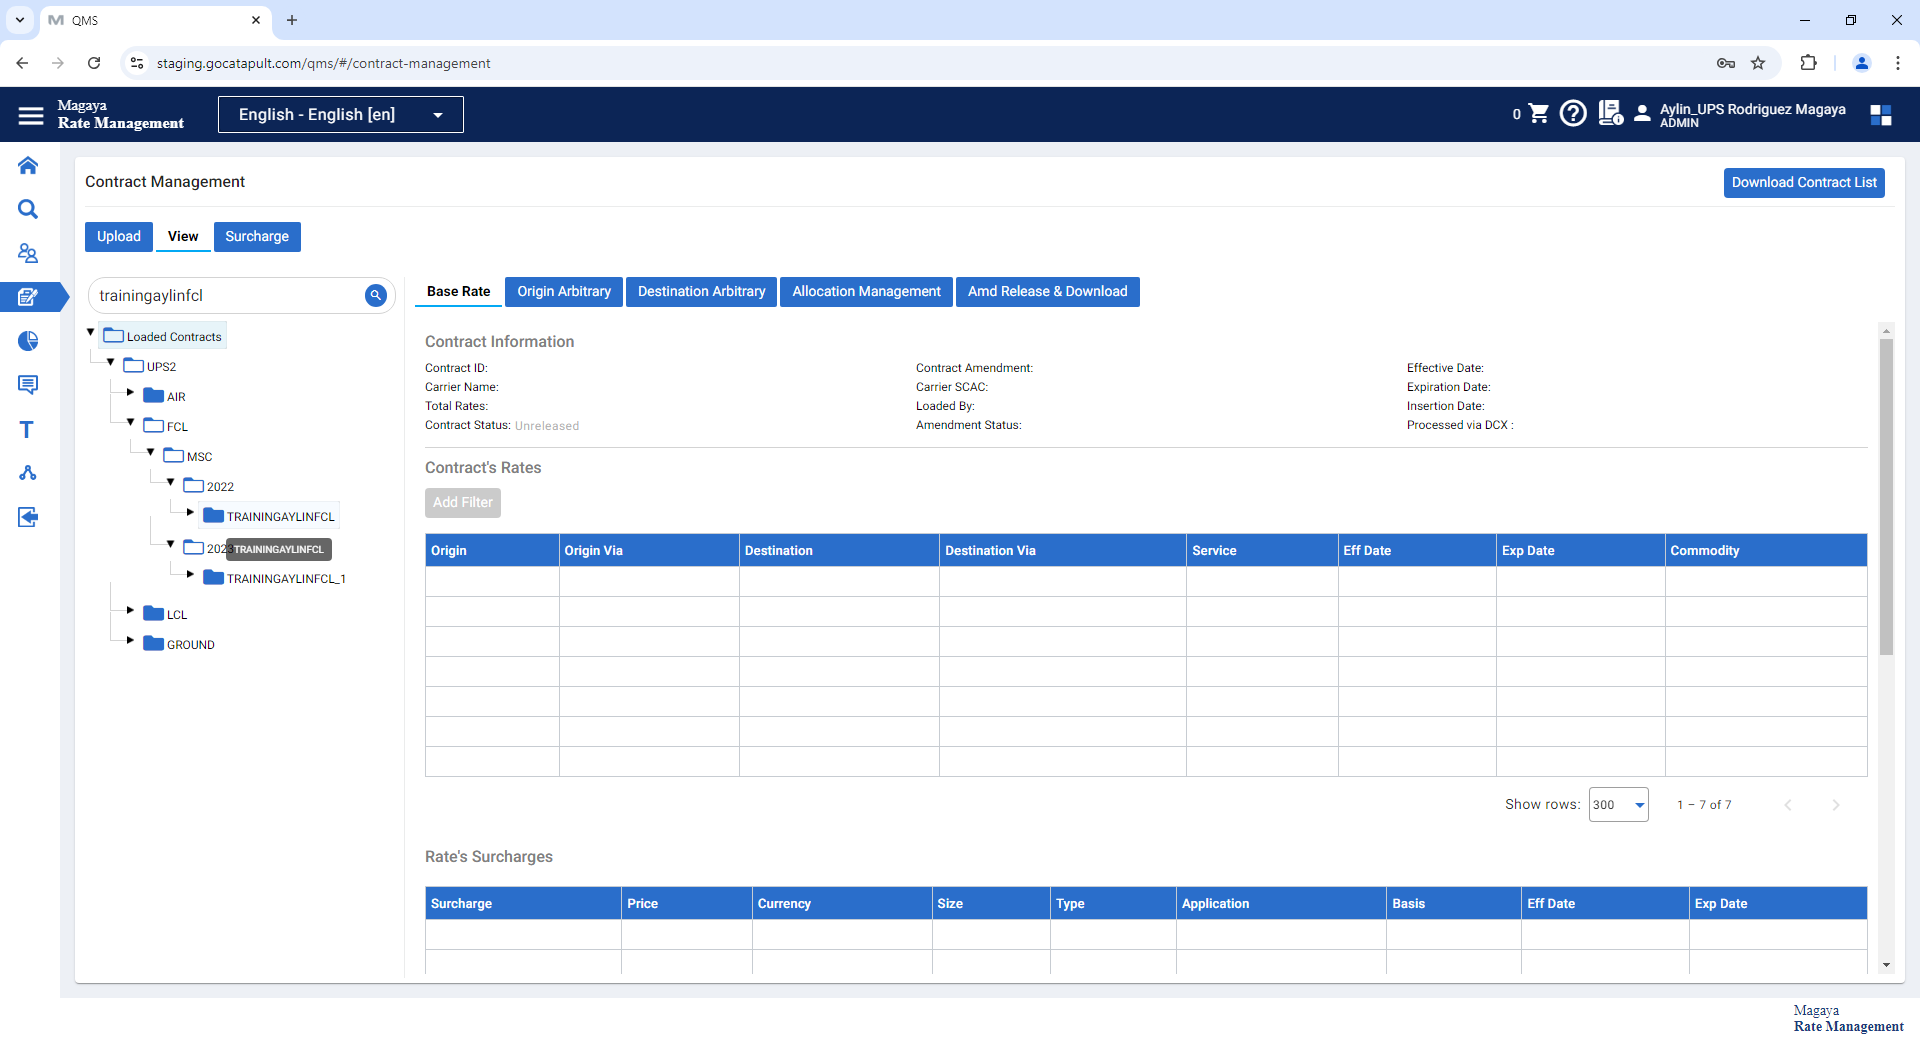 QMS
staging.gocatapult.com/qms/#/contract-management
Magaya
Rate Management
English - English [en]
0
Aylin_UPS Rodriguez Magaya
ADMIN
Contract Management
Download Contract List
Upload
View
Surcharge
trainingaylinfcl
Base Rate
Origin Arbitrary
Destination Arbitrary
Allocation Management
Amd Release & Download
Loaded Contracts
UPS2
AIR
FCL
MSC
2022
TRAININGAYLINFCL
2023
TRAININGAYLINFCL
TRAININGAYLINFCL_1
LCL
GROUND
Contract Information
Contract ID:
Contract Amendment:
Effective Date:
Carrier Name:
Carrier SCAC:
Expiration Date:
Total Rates:
Loaded By:
Insertion Date:
Contract Status: Unreleased
Amendment Status:
Processed via DCX :
Contract's Rates
Add Filter
Origin
Origin Via
Destination
Destination Via
Service
Eff Date
Exp Date
Commodity
Show rows: 300
1 – 7 of 7
Rate's Surcharges
Surcharge
Price
Currency
Size
Type
Application
Basis
Eff Date
Exp Date
Magaya
Rate Management